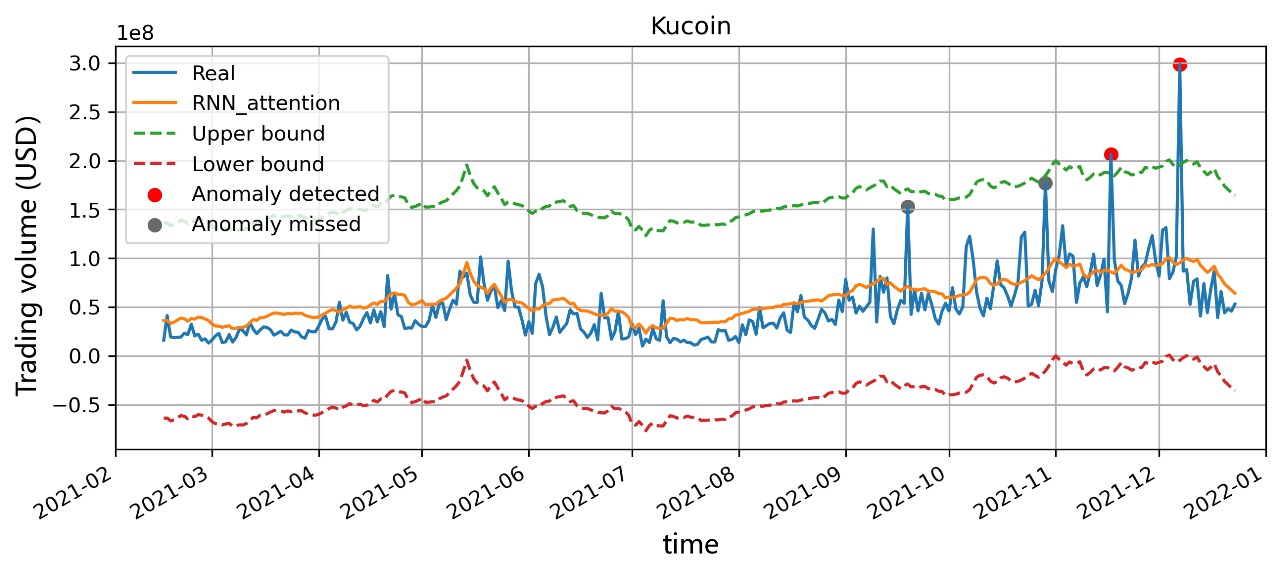 Kucoin
1e8
3.0
2.5
2.0
1.5
1.0
0.5
0.0
−0.5
Trading volume (USD)
Real
RNN_attention
Upper bound
Lower bound
Anomaly detected
Anomaly missed
2021-02
2021-03
2021-04
2021-05
2021-06
2021-07
2021-08
2021-09
2021-10
2021-11
2021-12
2022-01
time